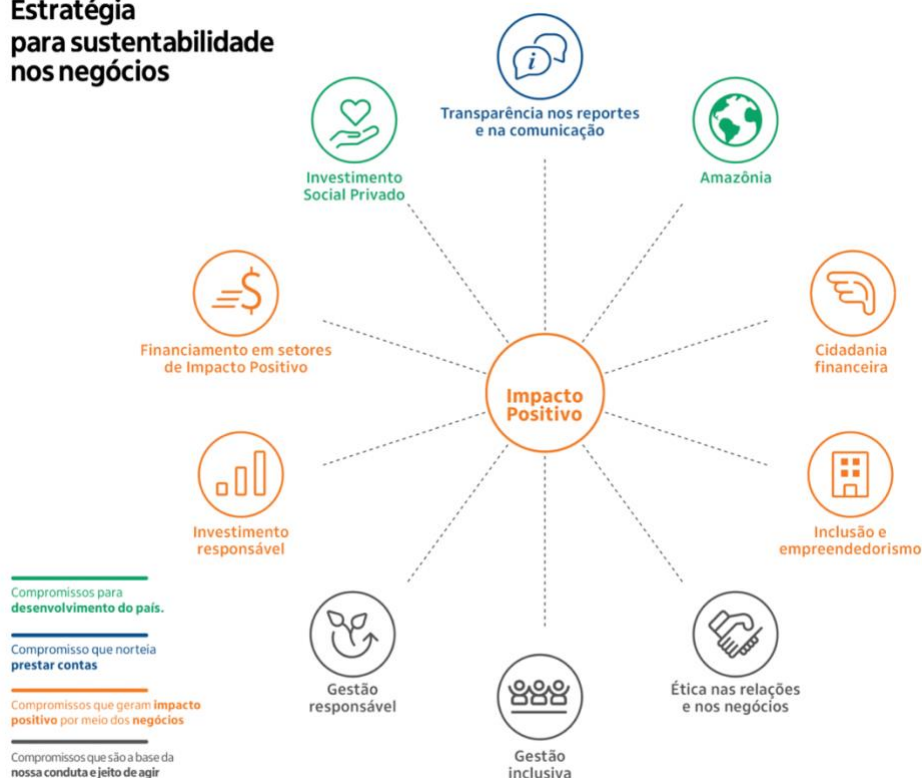 Estratégia
para sustentabilidade
nos negócios
i
Transparência nos reportes
e na comunicação
Investimento
Social Privado
Amazônia
$
Financiamento em setores
de Impacto Positivo
Cidadania
financeira
Impacto
Positivo
Investimento
responsável
Inclusão e
empreendedorismo
Gestão
responsável
Gestão
inclusiva
Ética nas relações
e nos negócios
Compromissos para
desenvolvimento do país.
Compromisso que norteia
prestar contas
Compromissos que geram impacto
positivo por meio dos negócios
Compromissos que são a base da
nossa conduta e jeito de agir